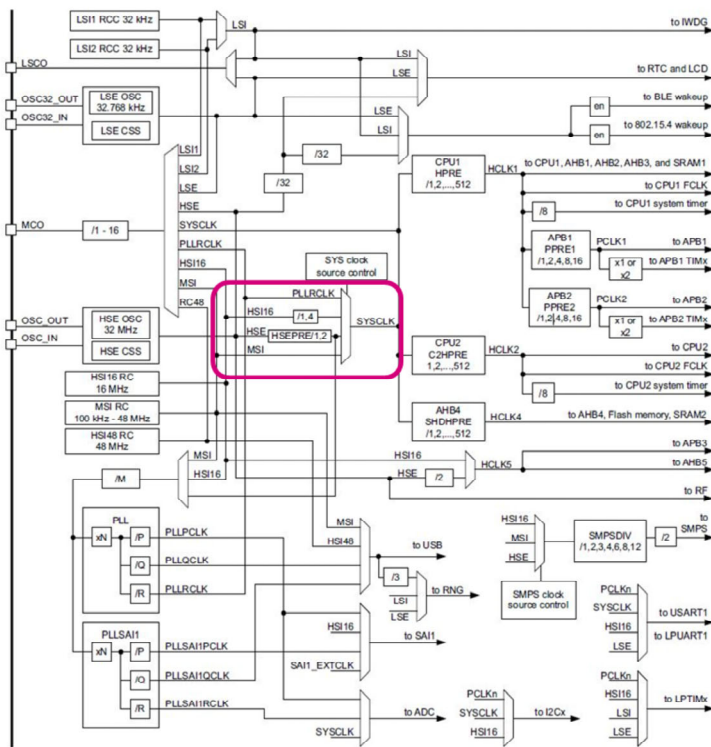 LSI1 RCC 32 kHz
LSI2 RCC 32 kHz
LSI
to IWDG
LSCO
LSI
LSE
to RTC and LCD
OSC32_OUT
OSC32_IN
LSE OSC
32.768 kHz
LSE CSS
LSE
LSI
en
to BLE wakeup
en
to 802.15.4 wakeup
/32
/32
LSI1
LSI2
LSE
HSE
SYSCLK
PLLRCLK
HSI16
MSI
RC48
MCO
/1 - 16
CPU1
HPRE
/1,2,...,512
HCLK1
to CPU1, AHB1, AHB2, AHB3, and SRAM1
to CPU1 FCLK
/8
to CPU1 system timer
APB1
PPRE1
/1,2,4,8,16
PCLK1
to APB1
x1 or
x2
to APB1 TIMx
APB2
PPRE2
/1,2,4,8,16
PCLK2
to APB2
x1 or
x2
to APB2 TIMx
SYS clock
source control
PLLRCLK
HSI16
/1,4
HSE
HSEPRE/1,2
MSI
SYSCLK
OSC_OUT
OSC_IN
HSE OSC
32 MHz
HSE CSS
CPU2
C2HPRE
1,2,...,512
HCLK2
to CPU2
to CPU2 FCLK
/8
to CPU2 system timer
HSI16 RC
16 MHz
MSI RC
100 kHz - 48 MHz
HSI48 RC
48 MHz
AHB4
SHDHPRE
/1,2,...,512
HCLK4
to AHB4, Flash memory, SRAM2
HSI16
HSE
/2
HCLK5
to APB3
to AHB5
to RF
MSI
HSI16
/M
PLL
xN
/P
/Q
/R
PLLPCLK
PLLQCLK
PLLRCLK
MSI
HSI48
to USB
/3
LSI
LSE
to RNG
HSI16
MSI
HSE
SMPSDIV
/1,2,3,4,6,8,12
/2
to
SMPS
SMPS clock
source control
PLLSAI1
xN
/P
/Q
/R
PLLSAI1PCLK
PLLSAI1QCLK
PLLSAI1RCLK
HSI16
SAI1_EXTCLK
to SAI1
PCLKn
SYSCLK
HSI16
LSE
to USART1
to LPUART1
SYSCLK
to ADC
PCLKn
SYSCLK
HSI16
to I2Cx
PCLKn
HSI16
LSI
LSE
to LPTIMx